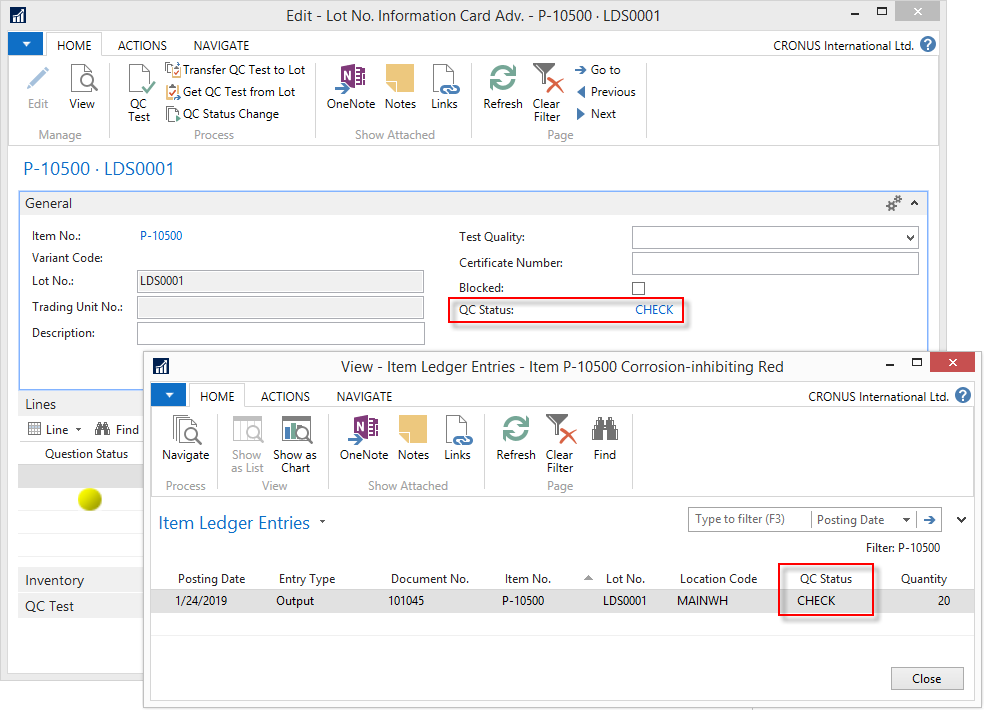 Edit - Lot No. Information Card Adv. - P-10500 · LDS0001
HOME ACTIONS NAVIGATE CRONUS International Ltd. ?
Edit
View
Manage
QC Test
Transfer QC Test to Lot
Get QC Test from Lot
QC Status Change
Process
OneNote
Notes
Links
Show Attached
Refresh
Clear Filter
Go to
Previous
Next
Page
P-10500 · LDS0001
General
Item No.: P-10500
Variant Code:
Lot No.: LDS0001
Trading Unit No.:
Description:
Test Quality:
Certificate Number:
Blocked:
QC Status: CHECK
Lines
Line Find
Question Status
Inventory
QC Test
View - Item Ledger Entries - Item P-10500 Corrosion-inhibiting Red
HOME ACTIONS NAVIGATE CRONUS International Ltd. ?
Navigate
Process
Show as List
Show as Chart
View
OneNote
Notes
Links
Show Attached
Refresh
Clear Filter
Find
Page
Item Ledger Entries
Type to filter (F3) Posting Date
Filter: P-10500
Posting Date Entry Type Document No. Item No. Lot No. Location Code QC Status Quantity
1/24/2019 Output 101045 P-10500 LDS0001 MAINWH CHECK 20
Close